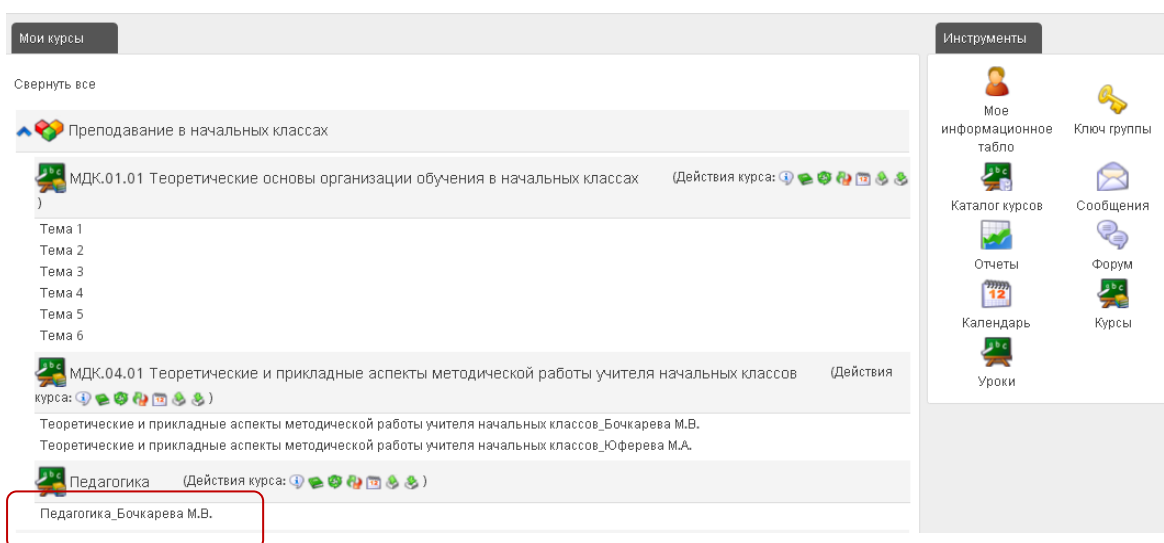 Мои курсы
Свернуть все
Преподавание в начальных классах
МДК.01.01 Теоретические основы организации обучения в начальных классах (Действия курса:
)
Тема 1
Тема 2
Тема 3
Тема 4
Тема 5
Тема 6
МДК.04.01 Теоретические и прикладные аспекты методической работы учителя начальных классов (Действия
курса: )
Теоретические и прикладные аспекты методической работы учителя начальных классов_Бочкарева М.В.
Теоретические и прикладные аспекты методической работы учителя начальных классов_Юферева М.А.
Педагогика (Действия курса: )
Педагогика_Бочкарева М.В.
Инструменты
Мое
информационное
табло
Ключ группы
Каталог курсов
Сообщения
Отчеты
Форум
12
Календарь
Курсы
Уроки